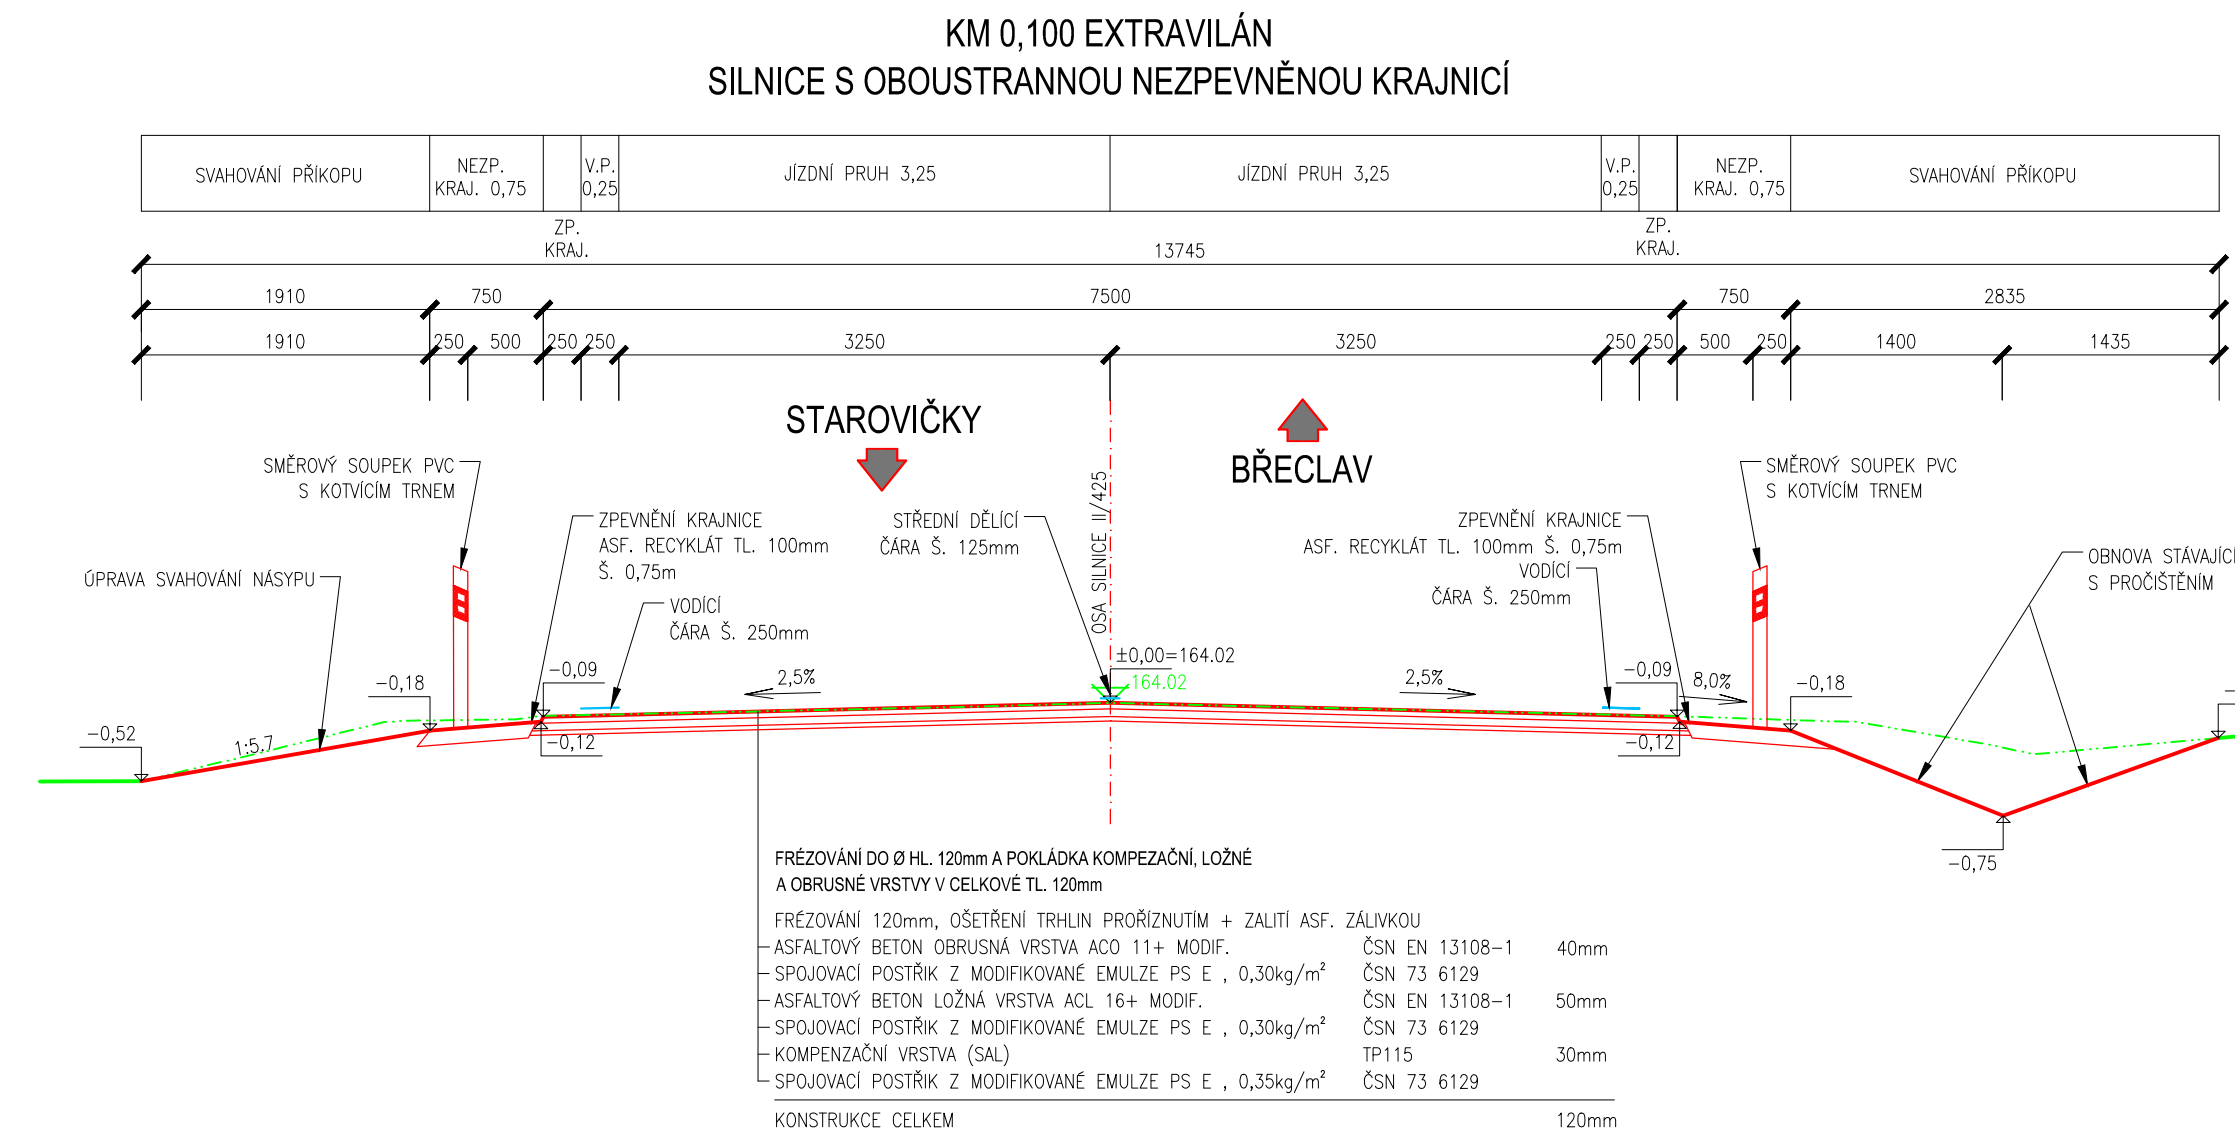 KM 0,100 EXTRAVILÁN
SILNICE S OBOUSTRANNOU NEZPEVNĚNOU KRAJNICÍ
SVAHOVÁNÍ PŘÍKOPU
NEZP.
KRAJ. 0,75
V.P.
0,25
JÍZDNÍ PRUH 3,25
JÍZDNÍ PRUH 3,25
V.P.
0,25
NEZP.
KRAJ. 0,75
SVAHOVÁNÍ PŘÍKOPU
ZP.
KRAJ.
ZP.
KRAJ.
13745
1910 750 7500 750 2835
1910 250 500 250 250 3250 3250 250 250 500 250 1400 1435
STAROVIČKY
BŘECLAV
SMĚROVÝ SOUPEK PVC
S KOTVÍCÍM TRNEM
SMĚROVÝ SOUPEK PVC
S KOTVÍCÍM TRNEM
ZPEVNĚNÍ KRAJNICE
ASF. RECYKLÁT TL. 100mm
Š. 0,75m
STŘEDNÍ DĚLÍCÍ
ČÁRA Š. 125mm
OSA SILNICE II/425
ZPEVNĚNÍ KRAJNICE
ASF. RECYKLÁT TL. 100mm Š. 0,75m
VODÍCÍ
ČÁRA Š. 250mm
OBNOVA STÁVAJÍCÍ
S PROČIŠTĚNÍM
ÚPRAVA SVAHOVÁNÍ NÁSYPU
VODÍCÍ
ČÁRA Š. 250mm
±0,00=164.02
164.02
-0,09
2,5%
2,5%
-0,09
8,0%
-0,18
-0,18
-0,52
1:5.7
-0,12
-0,12
-0,75
FRÉZOVÁNÍ DO Ø HL. 120mm A POKLÁDKA KOMPEZAČNÍ, LOŽNÉ
A OBRUSNÉ VRSTVY V CELKOVÉ TL. 120mm
FRÉZOVÁNÍ 120mm, OŠETŘENÍ TRHLIN PROŘÍZNUTÍM + ZALITÍ ASF. ZÁLIVKOU
ASFALTOVÝ BETON OBRUSNÁ VRSTVA ACO 11+ MODIF. ČSN EN 13108-1 40mm
SPOJOVACÍ POSTŘIK Z MODIFIKOVANÉ EMULZE PS E , 0,30kg/m² ČSN 73 6129
ASFALTOVÝ BETON LOŽNÁ VRSTVA ACL 16+ MODIF. ČSN EN 13108-1 50mm
SPOJOVACÍ POSTŘIK Z MODIFIKOVANÉ EMULZE PS E , 0,30kg/m² ČSN 73 6129
KOMPENZAČNÍ VRSTVA (SAL) TP115 30mm
SPOJOVACÍ POSTŘIK Z MODIFIKOVANÉ EMULZE PS E , 0,35kg/m² ČSN 73 6129
KONSTRUKCE CELKEM 120mm